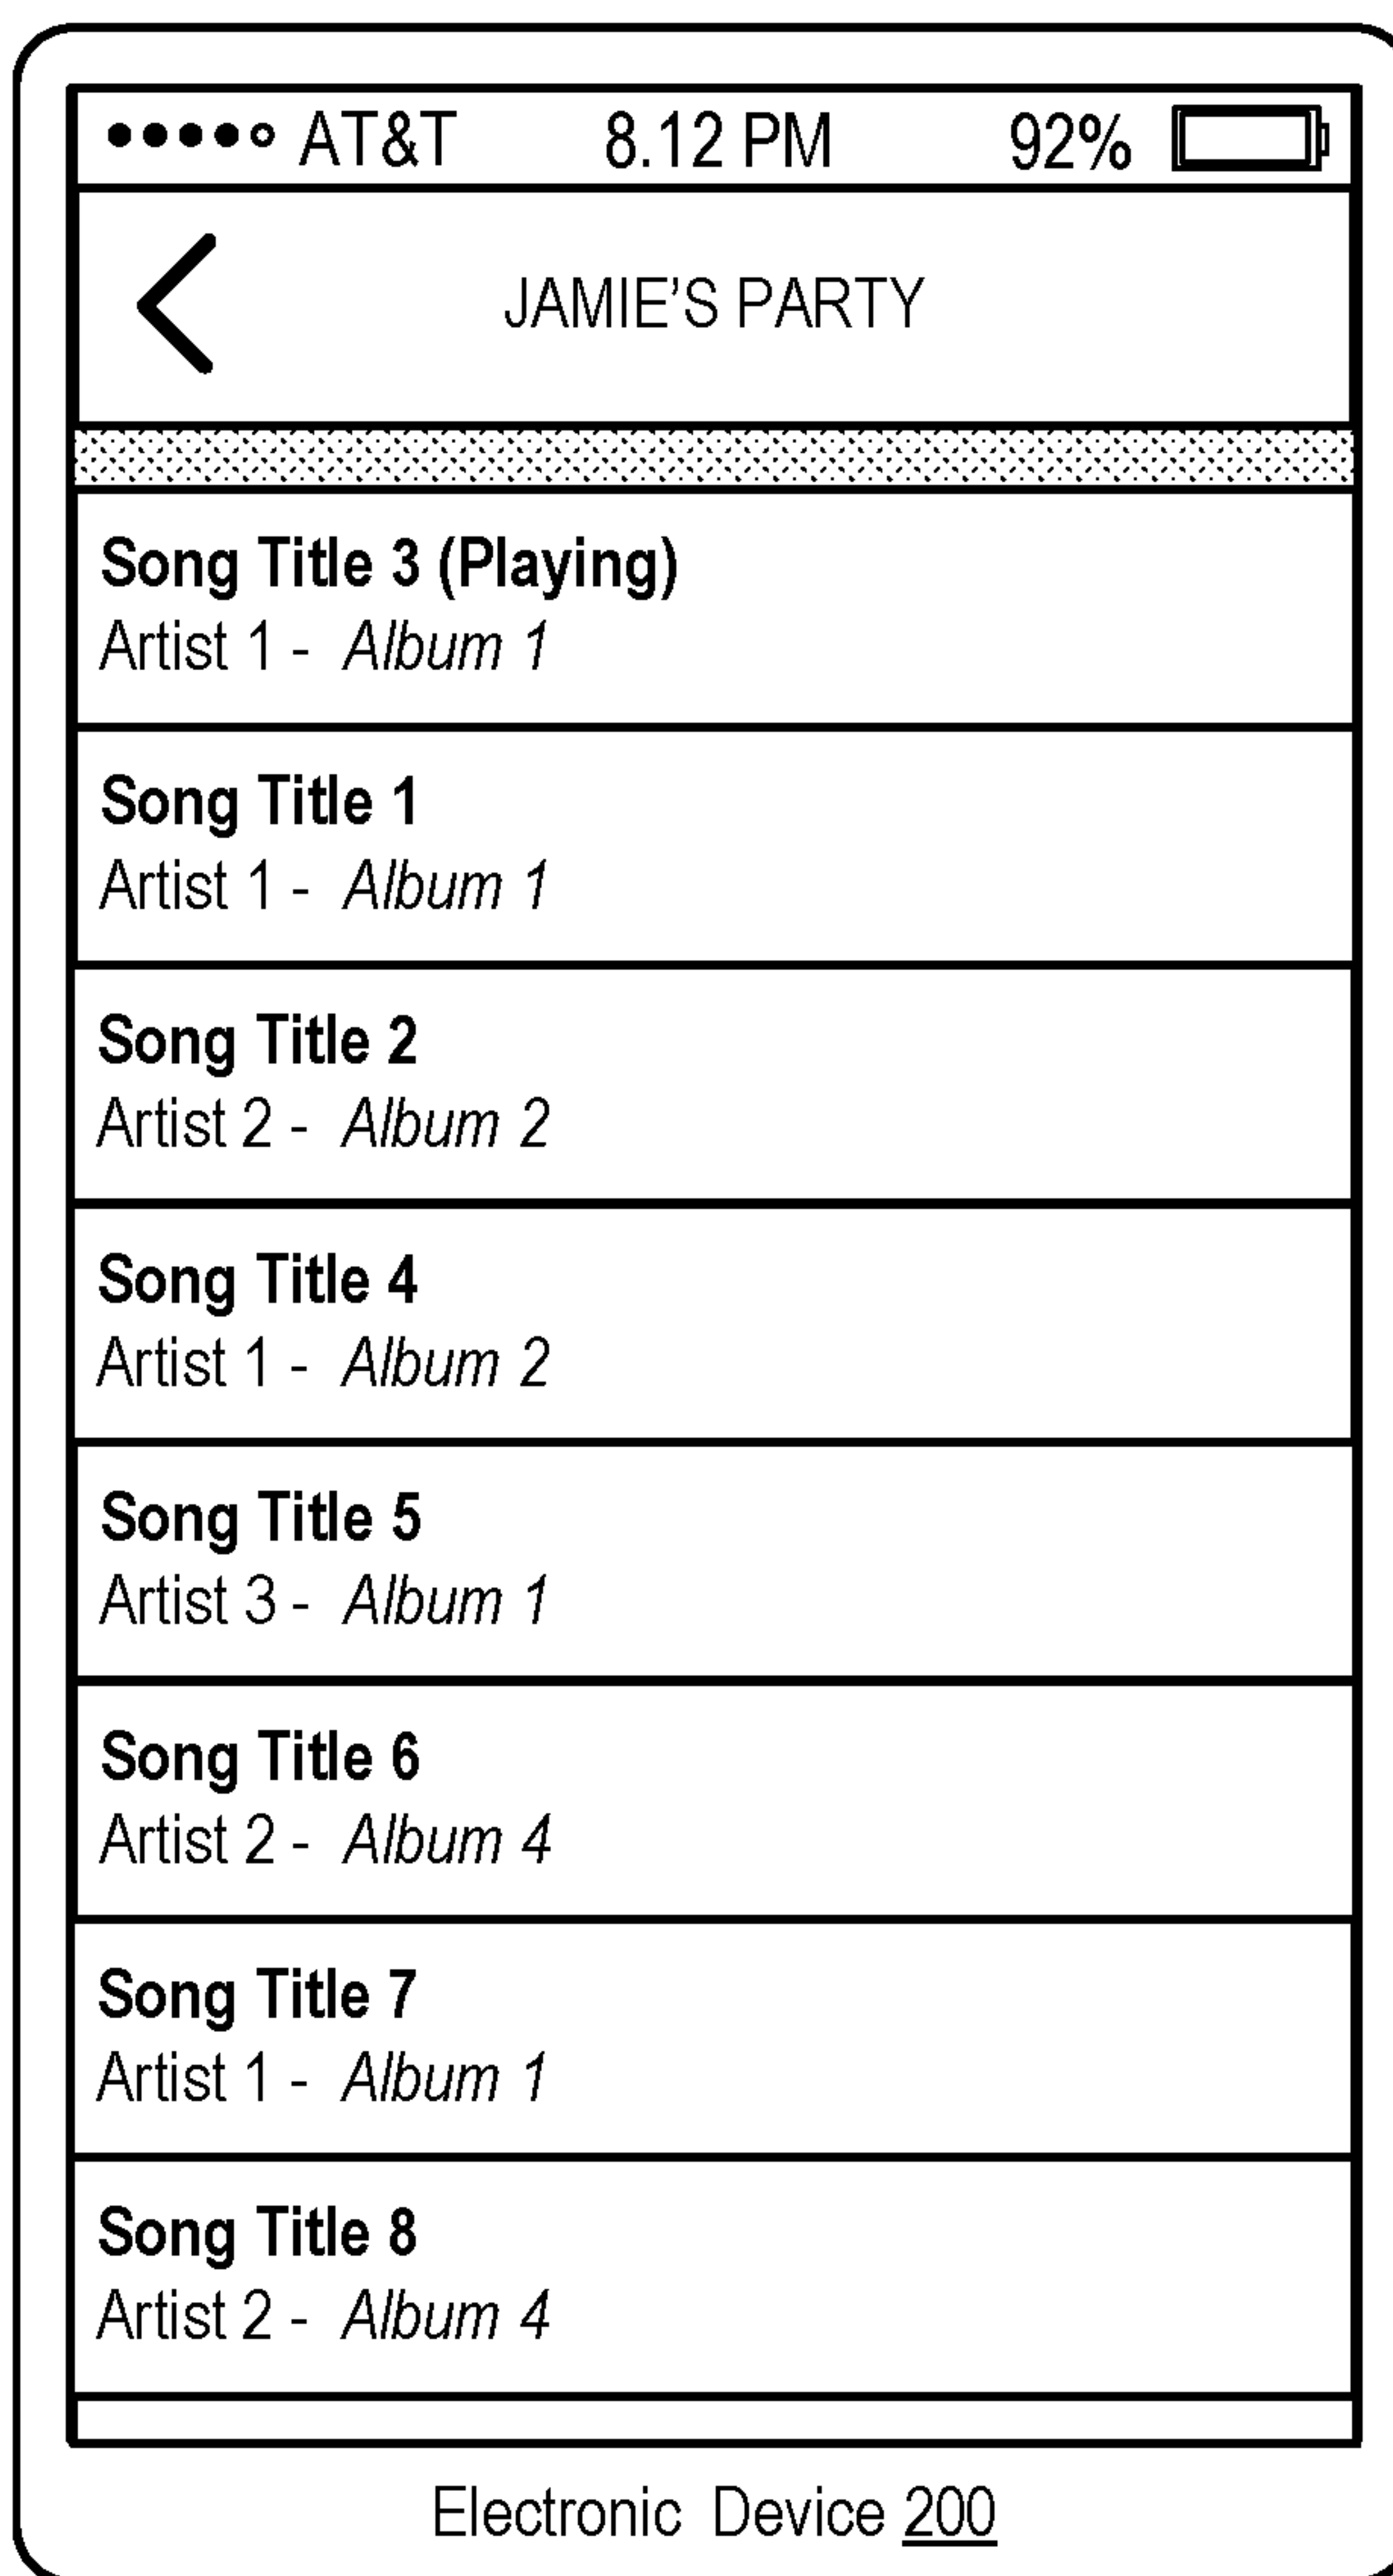 AT&T 8.12 PM 92%
JAMIE'S PARTY
Song Title 3 (Playing)
Artist 1 - Album 1
Song Title 1
Artist 1 - Album 1
Song Title 2
Artist 2 - Album 2
Song Title 4
Artist 1 - Album 2
Song Title 5
Artist 3 - Album 1
Song Title 6
Artist 2 - Album 4
Song Title 7
Artist 1 - Album 1
Song Title 8
Artist 2 - Album 4
Electronic Device 200